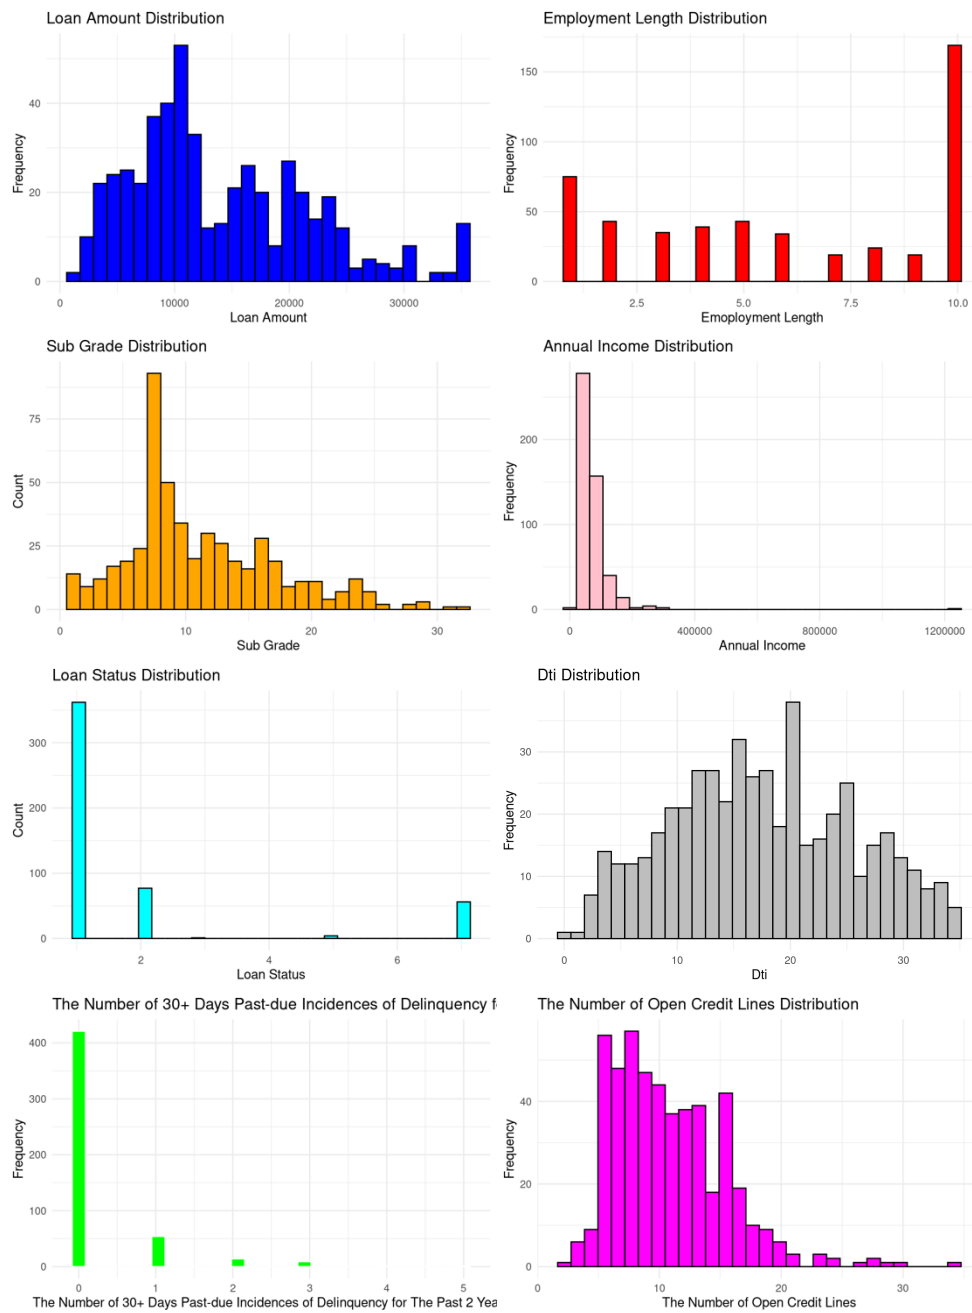 Loan Amount Distribution
Frequency
40
20
0
0 10000 20000 30000
Loan Amount
Employment Length Distribution
Frequency
150
100
50
0
2.5 5.0 7.5 10.0
Emoployment Length
Sub Grade Distribution
Count
75
50
25
0
0 10 20 30
Sub Grade
Annual Income Distribution
Frequency
200
100
0
0 400000 800000 1200000
Annual Income
Loan Status Distribution
Count
300
200
100
0
2 4 6
Loan Status
Dti Distribution
Frequency
30
20
10
0
0 10 20 30
Dti
The Number of 30+ Days Past-due Incidences of Delinquency f
Frequency
400
300
200
100
0
0 1 2 3 4 5
The Number of 30+ Days Past-due Incidences of Delinquency for The Past 2 Yea
The Number of Open Credit Lines Distribution
Frequency
40
20
0
0 10 20 30
The Number of Open Credit Lines